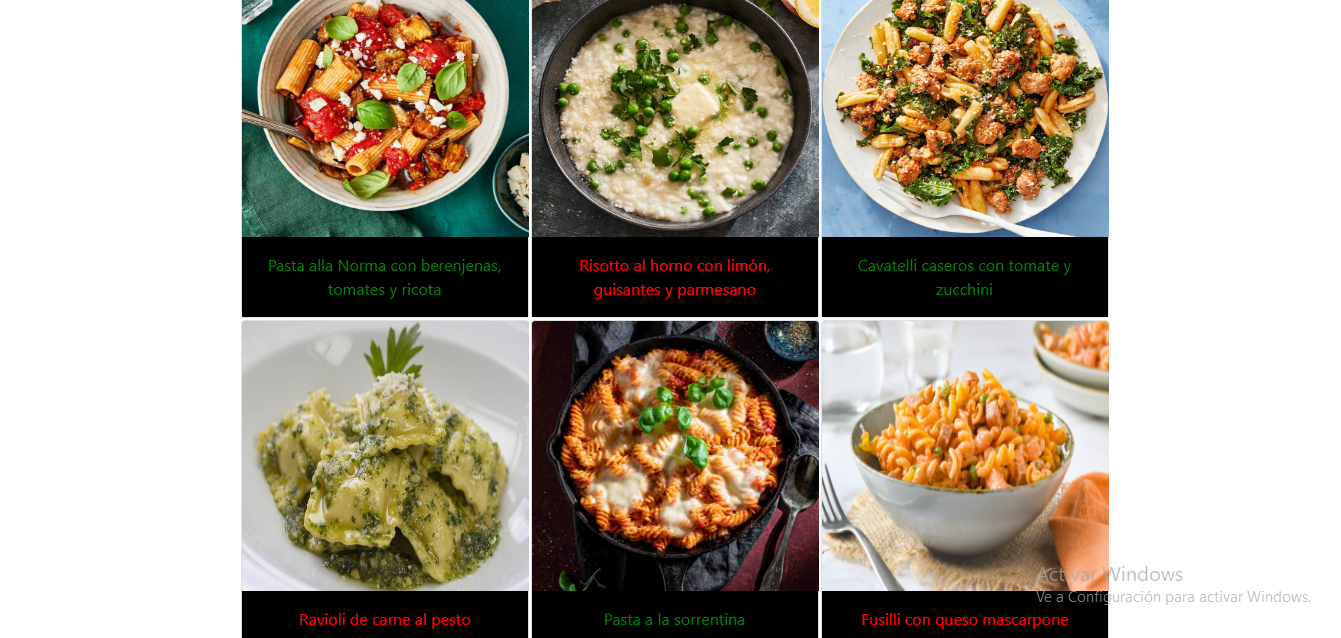 Pasta alla Norma con berenjenas,
tomates y ricota
Risotto al horno con limón,
guisantes y parmesano
Cavatelli caseros con tomate y
zucchini
Ravioli de carne al pesto
Pasta a la sorrentina
Fusilli con queso mascarpone
Activar Windows
Ve a Configuración para activar Windows.